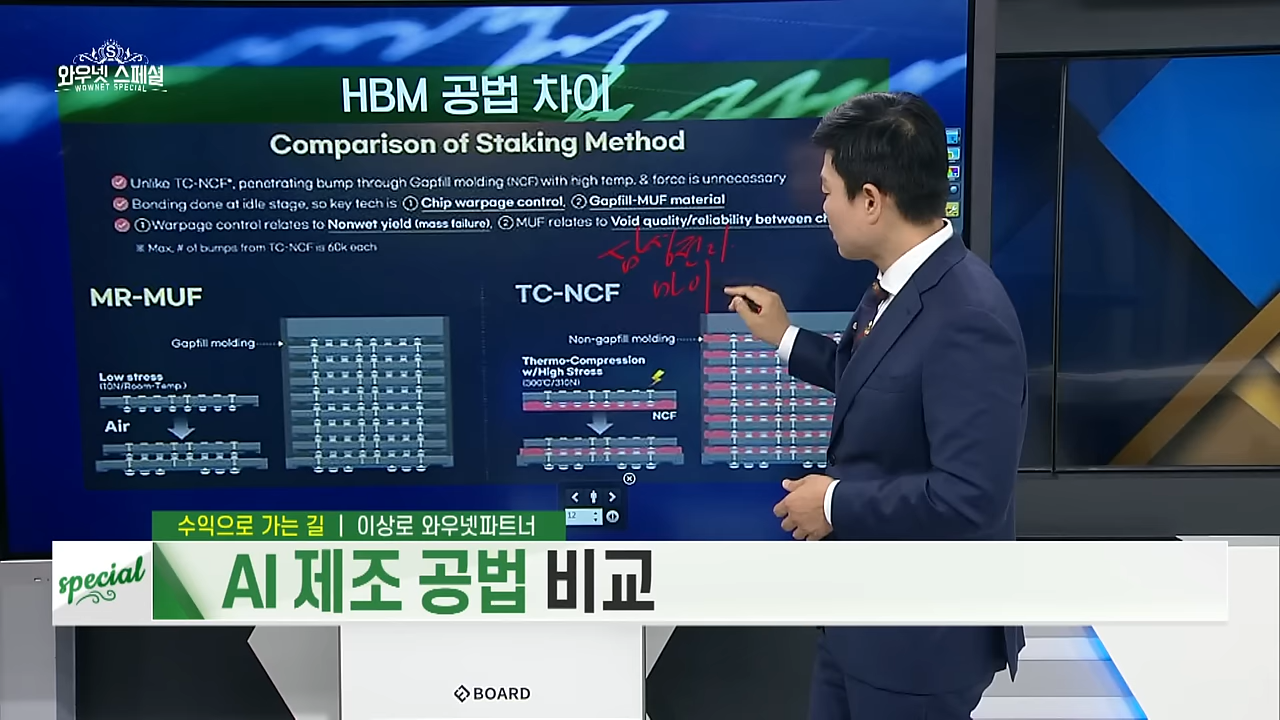 와우넷 스페셜
WOWNET SPECIAL
HBM 공법 차이
Comparison of Staking Method
Unlike TC-NCF*, penetrating bump through Gapfill molding (NCF) with high temp. & force is unnecessary
Bonding done at idle stage, so key tech is ① Chip warpage control, ② Gapfill-MUF material
①Warpage control relates Nonwet yield (mass failure), ② MUF relates to Void quality/reliability between ch
※ Max, # of bumps from TC-NCF is 60k each
삼성전자
MR-MUF
TC-NCF
Gapfill molding
Non-gapfill molding
Low stress
(10N/Room-Temp.)
Air
Thermo-Compression
w/High Stress
(300℃/310N)
NCF
12
수익으로 가는 길 | 이상로 와우넷파트너
special
AI 제조 공법 비교
BOARD